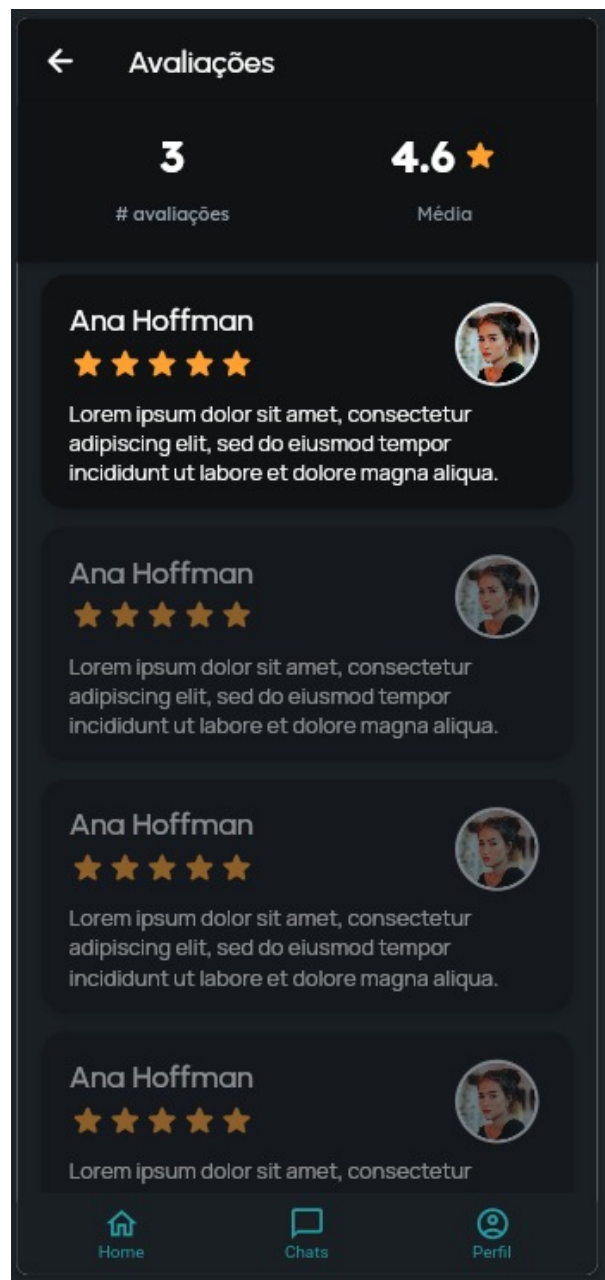 Avaliações
3
4.6
# avaliações
Média
Ana Hoffman
Lorem ipsum dolor sit amet, consectetur
adipiscing elit, sed do eiusmod tempor
incididunt ut labore et dolore magna aliqua.
Ana Hoffman
Lorem ipsum dolor sit amet, consectetur
adipiscing elit, sed do eiusmod tempor
incididunt ut labore et dolore magna aliqua.
Ana Hoffman
Lorem ipsum dolor sit amet, consectetur
adipiscing elit, sed do eiusmod tempor
incididunt ut labore et dolore magna aliqua.
Ana Hoffman
Lorem ipsum dolor sit amet, consectetur
Home
Chats
Perfil